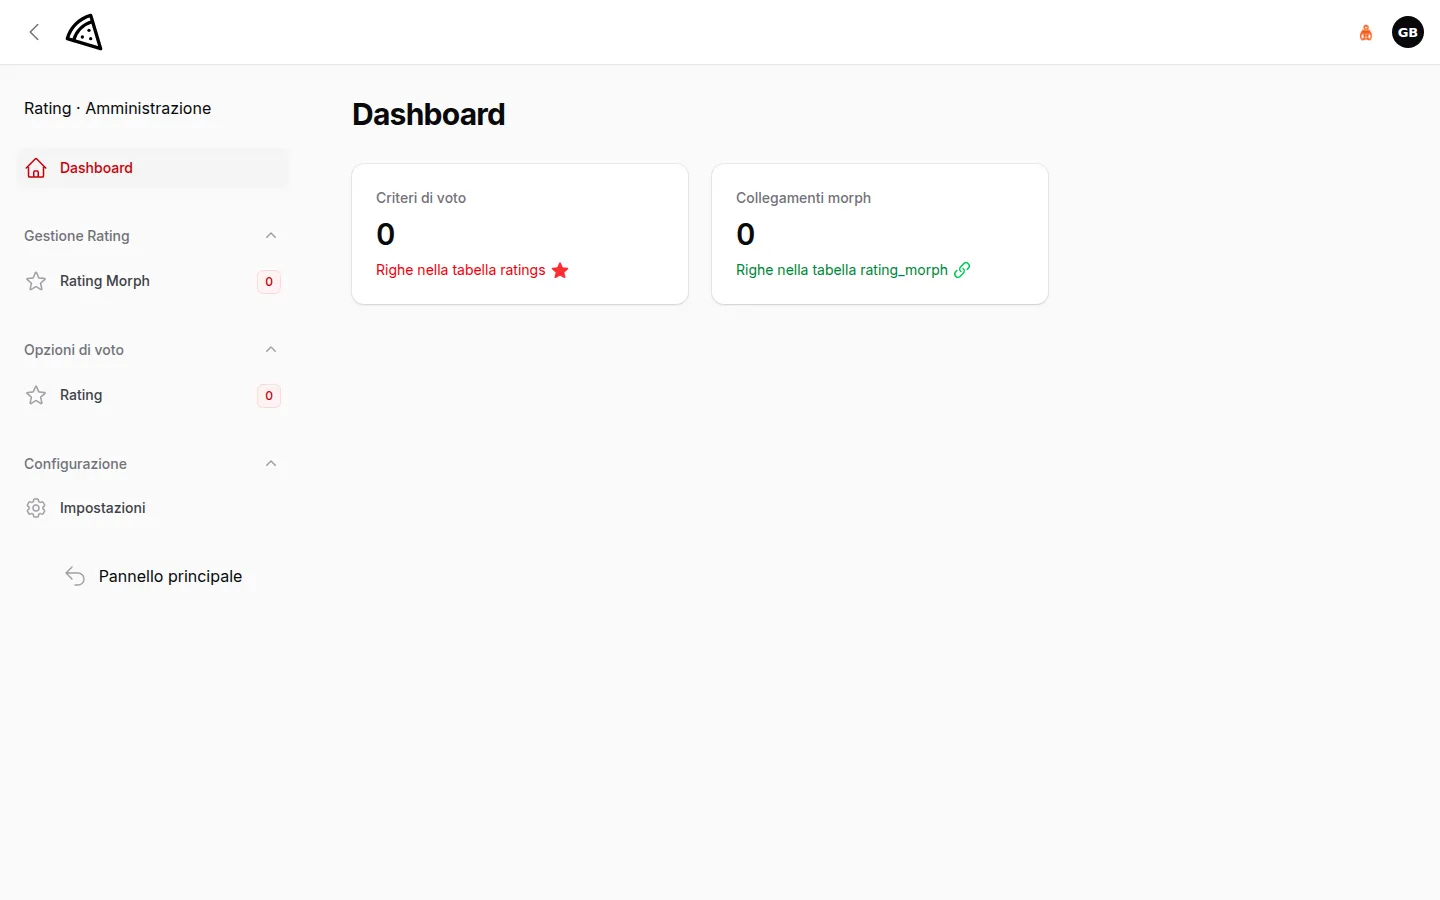 GB
Rating · Amministrazione
Dashboard
Gestione Rating
Rating Morph
0
Opzioni di voto
Rating
0
Configurazione
Impostazioni
Pannello principale
Dashboard
Criteri di voto
0
Righe nella tabella ratings
Collegamenti morph
0
Righe nella tabella rating_morph